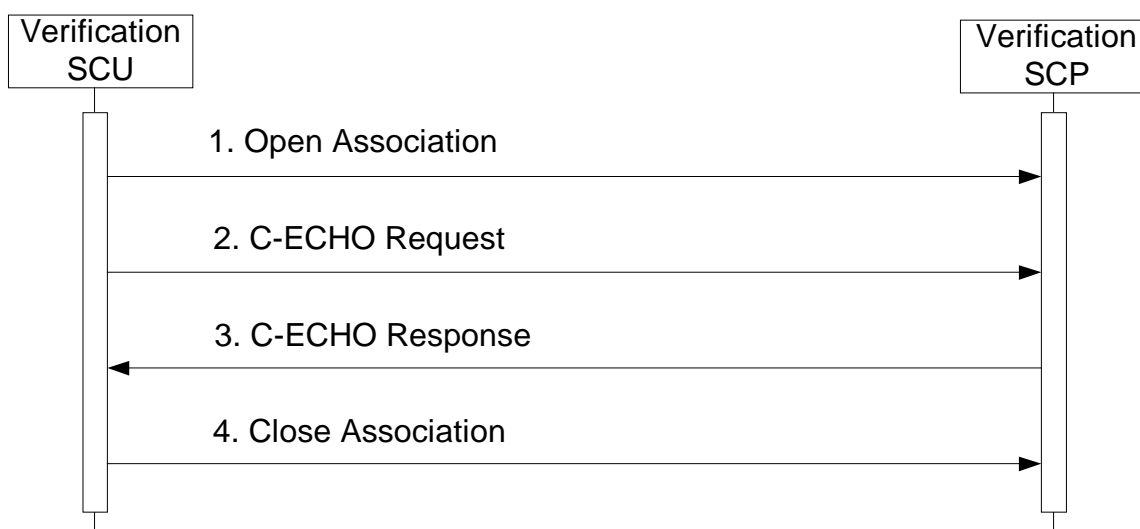 Verification
SCU
Verification
SCP
1. Open Association
2. C-ECHO Request
3. C-ECHO Response
4. Close Association